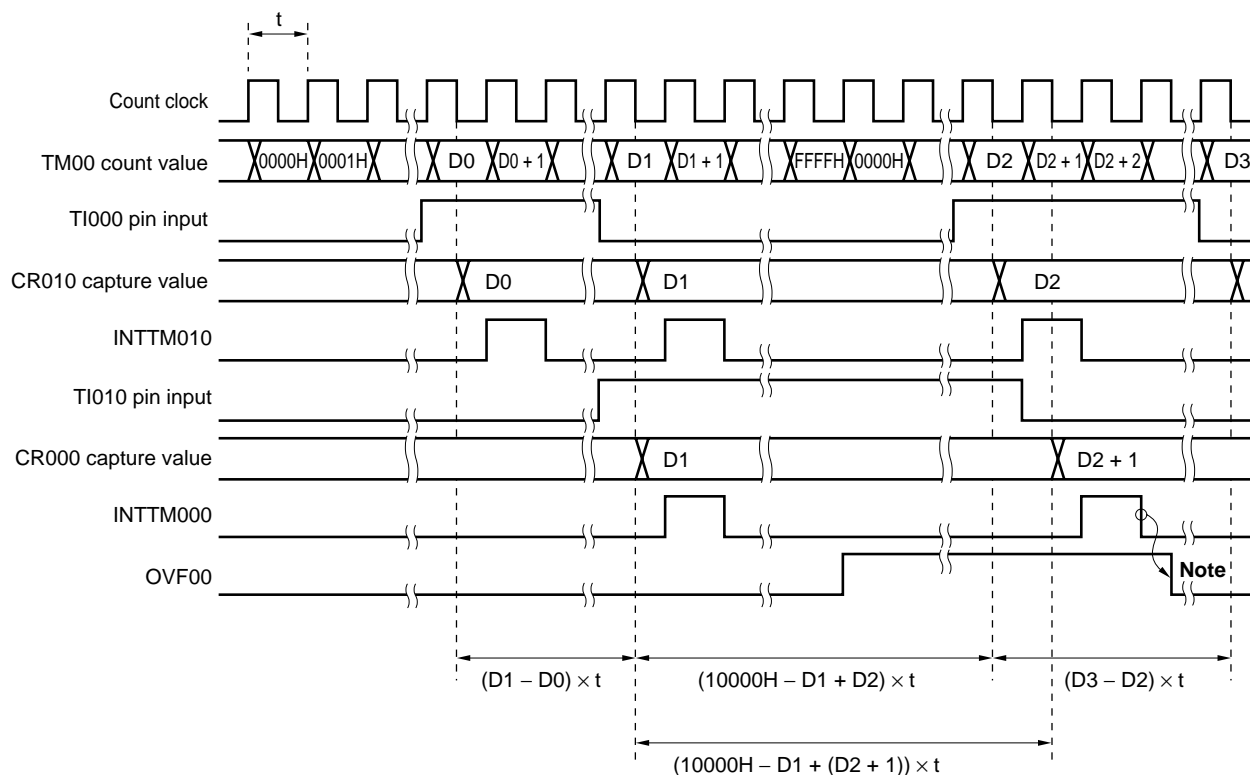 t
Count clock
TM00 count value 0000H 0001H D0 D0 + 1 D1 D1 + 1 FFFFH 0000H D2 D2 + 1 D2 + 2 D3
TI000 pin input
CR010 capture value D0 D1 D2
INTTM010
TI010 pin input
CR000 capture value D1 D2 + 1
INTTM000
OVF00 Note
(D1 − D0) × t (10000H − D1 + D2) × t (D3 − D2) × t
(10000H − D1 + (D2 + 1)) × t